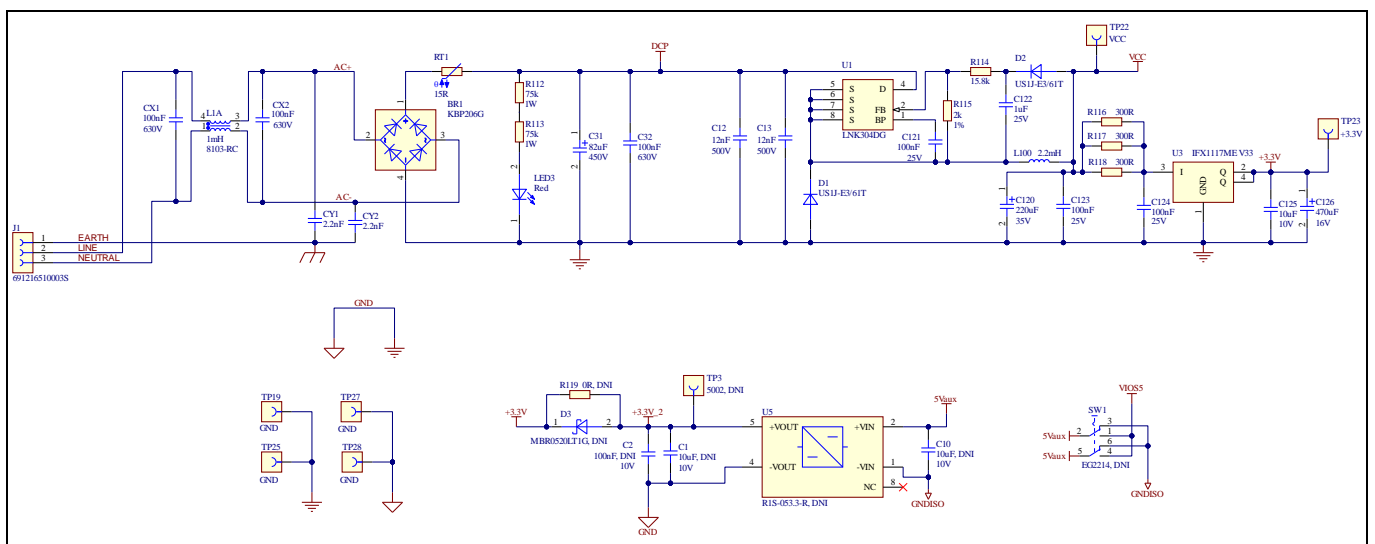 J1
1 EARTH
2 LINE
3 NEUTRAL
691216510003S
CX1
100nF
630V
L1A
4 3
1 2
1mH
8103-RC
CX2
100nF
630V
AC+
AC-
CY1
2.2nF
CY2
2.2nF
RT1
15R
BR1
KBP206G
1
2
3
4
R112
75k
1W
R113
75k
1W
2
LED3
Red
1
1
C31
82uF
450V
2
C32
100nF
630V
DCP
C12
12nF
500V
C13
12nF
500V
U1
5 S D 4
6 S
7 S FB 2
8 S BP 1
LNK304DG
D1
US1J-E3/61T
R114
15.8k
R115
2k
1%
C121
100nF
25V
D2
US1J-E3/61T
C122
1uF
25V
L100 2.2mH
TP22
VCC
VCC
1
C120
220uF
35V
2
C123
100nF
25V
R116 300R
R117 300R
R118 300R
C124
100nF
25V
U3 IFX1117ME V33
3 I Q 2
Q 4
GND
1
+3.3V
C125
10uF
10V
1
C126
470uF
16V
2
TP23
+3.3V
GND
TP19
GND
TP25
GND
TP27
GND
TP28
GND
R119 0R, DNI
+3.3V
1 D3 2
MBR0520LT1G, DNI
+3.3V_2
C2
100nF, DNI
10V
C1
10uF, DNI
10V
GND
TP3
5002, DNI
U5
5 +VOUT +VIN 2
4 -VOUT -VIN 1
NC 8
R1S-053.3-R, DNI
5Vaux
C10
10uF, DNI
10V
GNDISO
VIOS5
SW1
5Vaux 2
3
1
6
5Vaux 5
4
EG2214, DNI
GNDISO